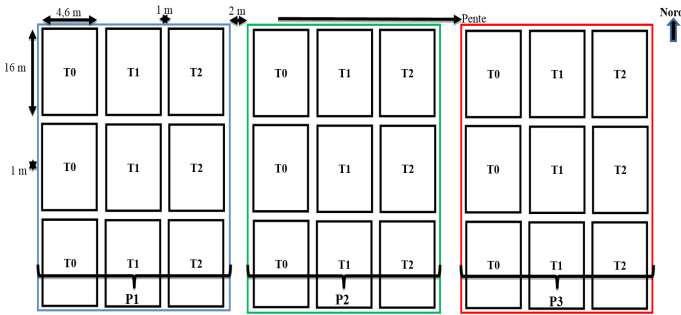 4,6 m 1 m 2 m Nord
Pente
16 m
T0 T1 T2 T0 T1 T2 T0 T1 T2
1 m
T0 T1 T2 T0 T1 T2 T0 T1 T2
T0 T1 T2 T0 T1 T2 T0 T1 T2
P1 P2 P3